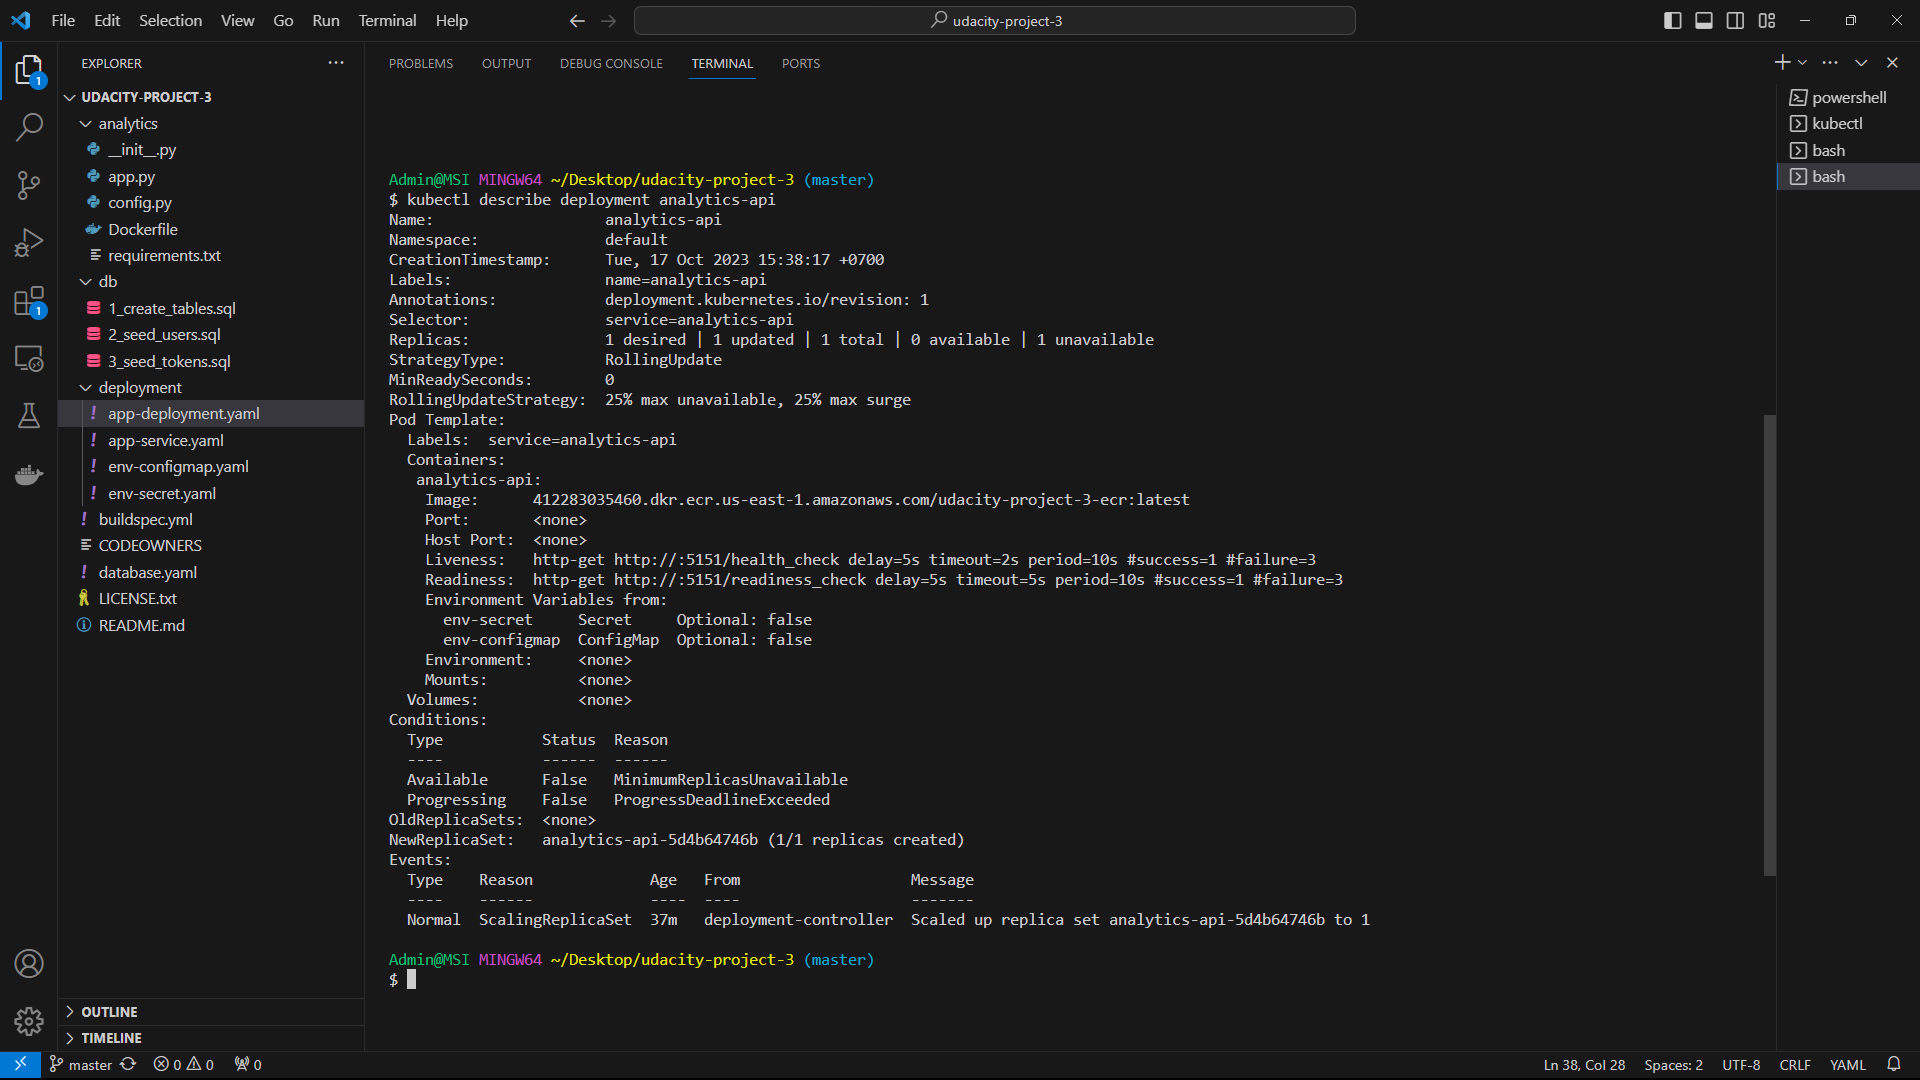 File Edit Selection View Go Run Terminal Help
udacity-project-3
EXPLORER
UDACITY-PROJECT-3
analytics
__init__.py
app.py
config.py
Dockerfile
requirements.txt
db
1_create_tables.sql
2_seed_users.sql
3_seed_tokens.sql
deployment
app-deployment.yaml
app-service.yaml
env-configmap.yaml
env-secret.yaml
buildspec.yml
CODEOWNERS
database.yaml
LICENSE.txt
README.md
OUTLINE
TIMELINE
1
1
PROBLEMS OUTPUT DEBUG CONSOLE TERMINAL PORTS
Admin@MSI MINGW64 ~/Desktop/udacity-project-3 (master)
$ kubectl describe deployment analytics-api
Name: analytics-api
Namespace: default
CreationTimestamp: Tue, 17 Oct 2023 15:38:17 +0700
Labels: name=analytics-api
Annotations: deployment.kubernetes.io/revision: 1
Selector: service=analytics-api
Replicas: 1 desired | 1 updated | 1 total | 0 available | 1 unavailable
StrategyType: RollingUpdate
MinReadySeconds: 0
RollingUpdateStrategy: 25% max unavailable, 25% max surge
Pod Template:
Labels: service=analytics-api
Containers:
analytics-api:
Image: 412283035460.dkr.ecr.us-east-1.amazonaws.com/udacity-project-3-ecr:latest
Port: <none>
Host Port: <none>
Liveness: http-get http://:5151/health_check delay=5s timeout=2s period=10s #success=1 #failure=3
Readiness: http-get http://:5151/readiness_check delay=5s timeout=5s period=10s #success=1 #failure=3
Environment Variables from:
env-secret Secret Optional: false
env-configmap ConfigMap Optional: false
Environment: <none>
Mounts: <none>
Volumes: <none>
Conditions:
Type Status Reason
---- ------ ------
Available False MinimumReplicasUnavailable
Progressing False ProgressDeadlineExceeded
OldReplicaSets: <none>
NewReplicaSet: analytics-api-5d4b64746b (1/1 replicas created)
Events:
Type Reason Age From Message
---- ------ ---- ---- -------
Normal ScalingReplicaSet 37m deployment-controller Scaled up replica set analytics-api-5d4b64746b to 1
Admin@MSI MINGW64 ~/Desktop/udacity-project-3 (master)
$
powershell
kubectl
bash
bash
master 0 0 0 Ln 38, Col 28 Spaces: 2 UTF-8 CRLF YAML